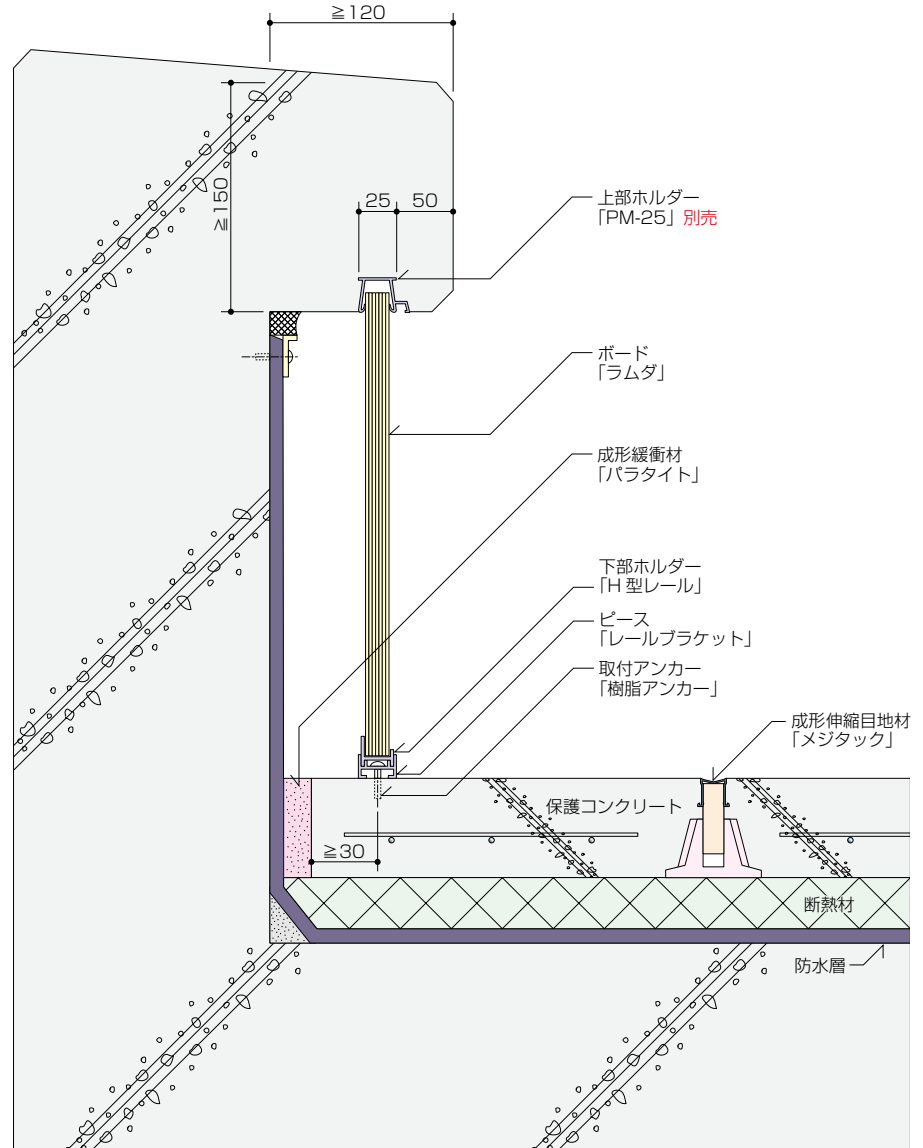 ≧120
≧150
25
50
上部ホルダー
「PM-25」別売
ボード
「ラムダ」
成形緩衝材
「パラタイト」
下部ホルダー
「H 型レール」
ピース
「レールブラケット」
取付アンカー
「樹脂アンカー」
成形伸縮目地材
「メジタック」
保護コンクリート
≧30
断熱材
防水層